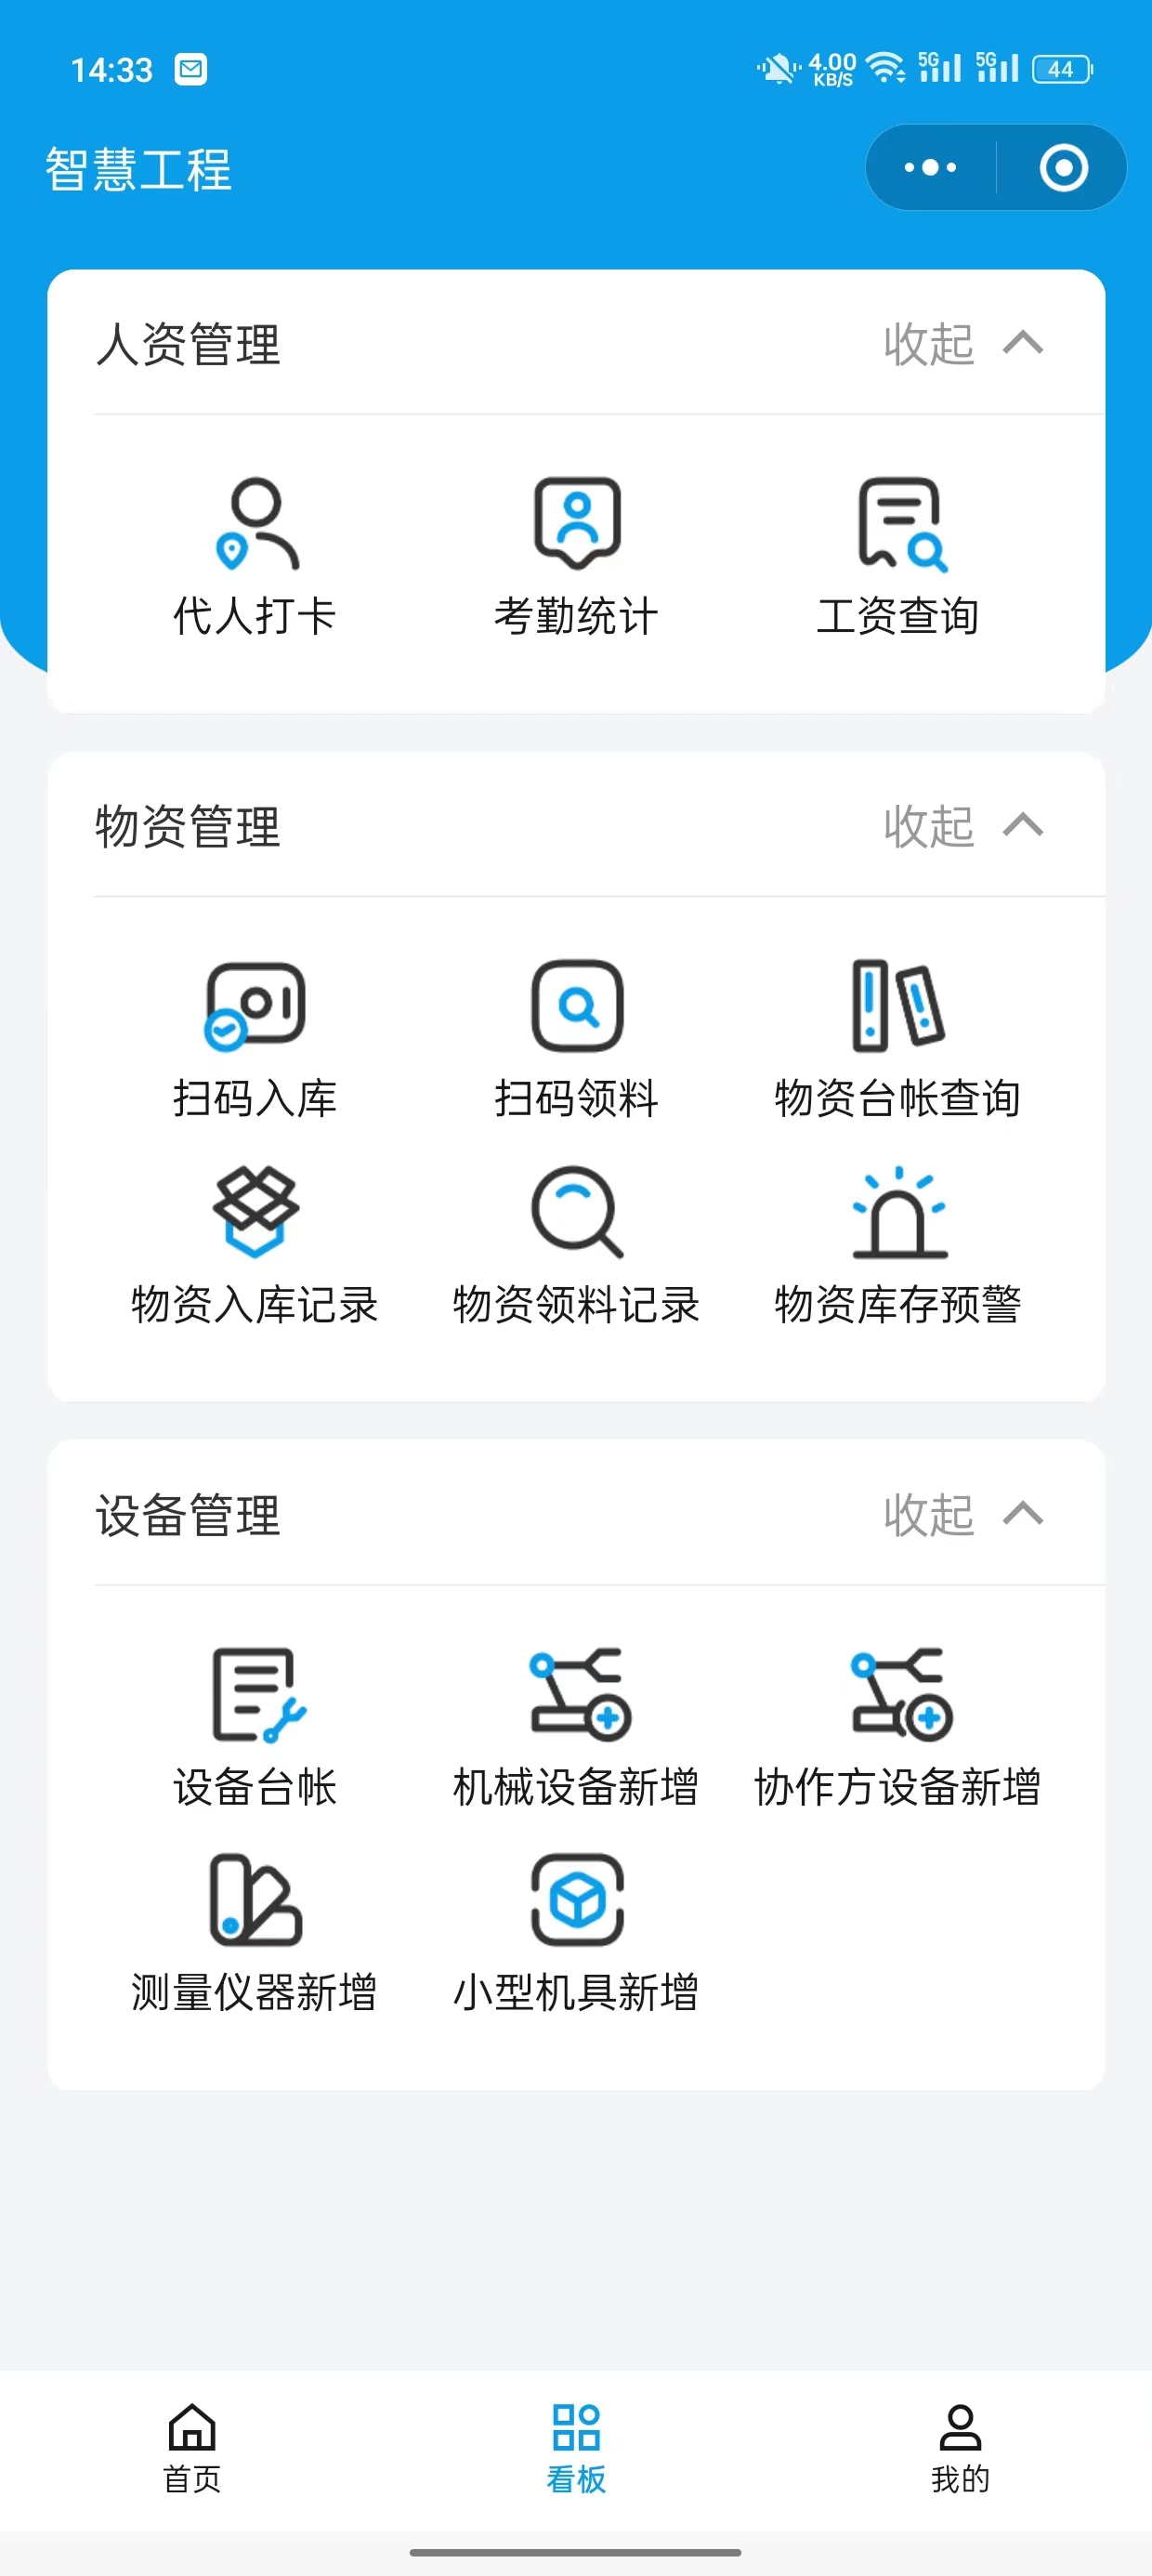 14:33
4.00 KB/S 5G 5G 44
智慧工程
人资管理 收起
代人打卡 考勤统计 工资查询
物资管理 收起
扫码入库 扫码领料 物资台帐查询
物资入库记录 物资领料记录 物资库存预警
设备管理 收起
设备台帐 机械设备新增 协作方设备新增
测量仪器新增 小型机具新增
首页 看板 我的